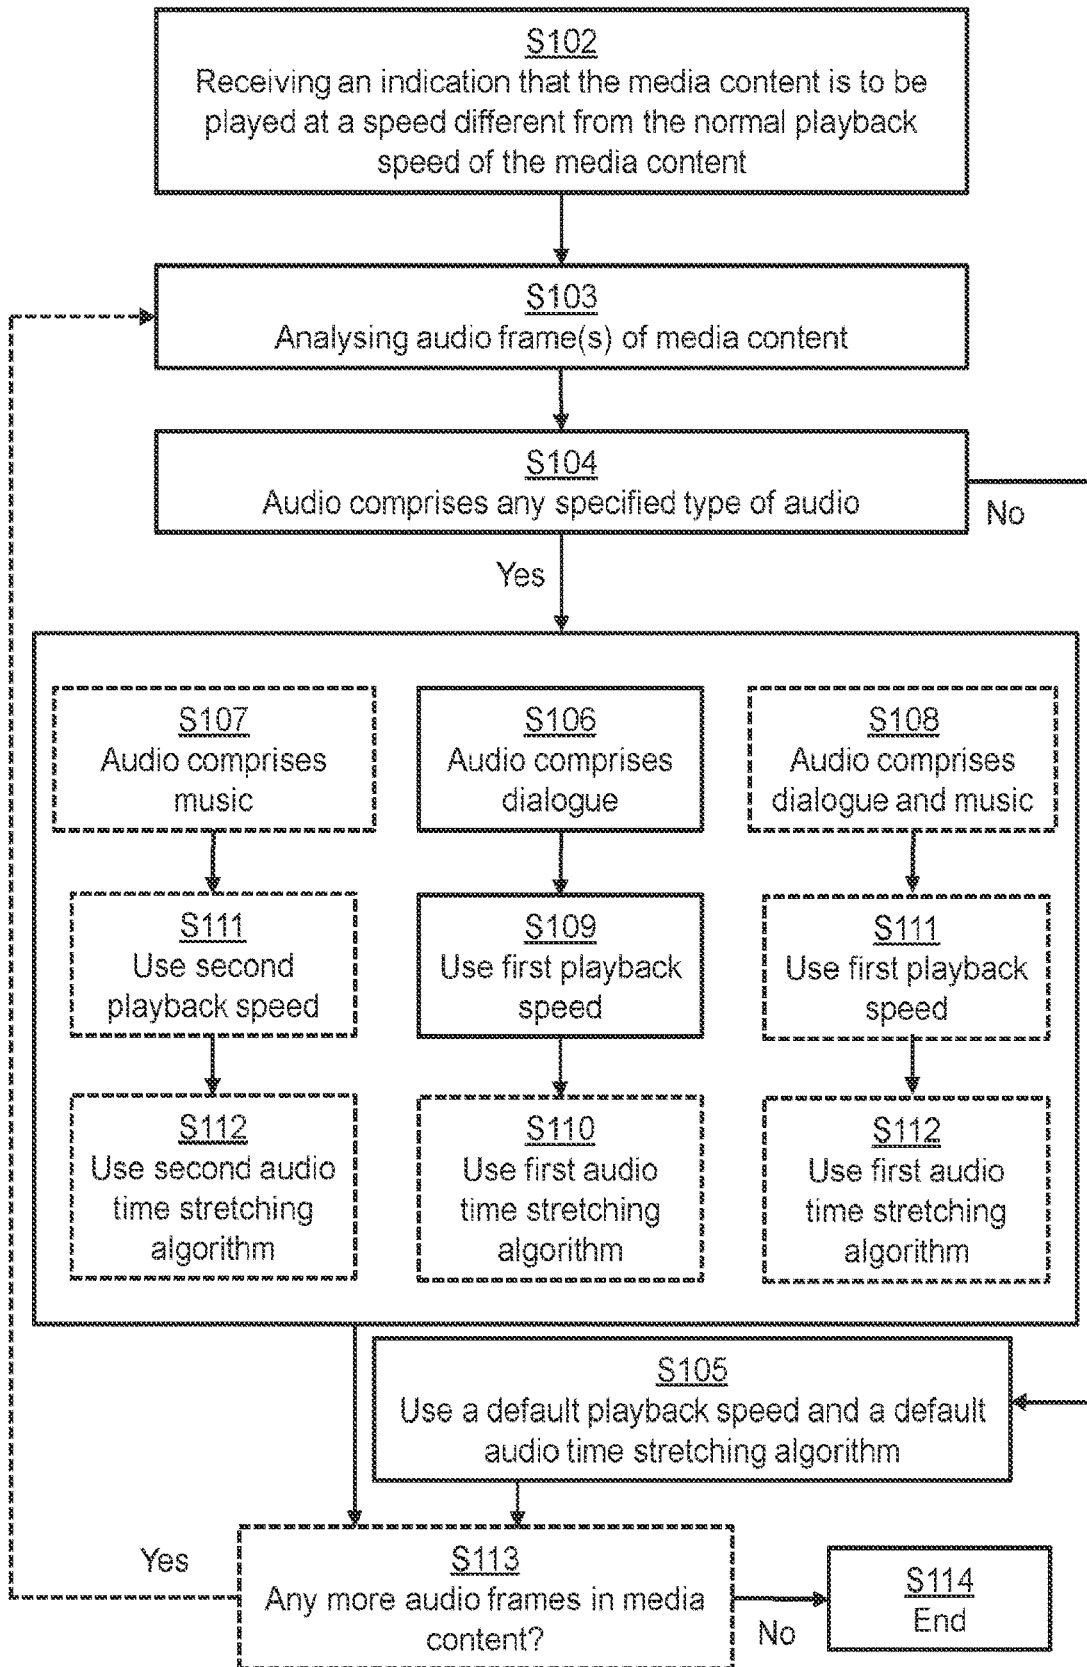 S102
Receiving an indication that the media content is to be
played at a speed different from the normal playback
speed of the media content
S103
Analysing audio frame(s) of media content
S104
Audio comprises any specified type of audio
No
Yes
S107
Audio comprises
music
S106
Audio comprises
dialogue
S108
Audio comprises
dialogue and music
S111
Use second
playback speed
S109
Use first playback
speed
S111
Use first playback
speed
S112
Use second audio
time stretching
algorithm
S110
Use first audio
time stretching
algorithm
S112
Use first audio
time stretching
algorithm
S105
Use a default playback speed and a default
audio time stretching algorithm
Yes
S113
Any more audio frames in media
content?
No
S114
End